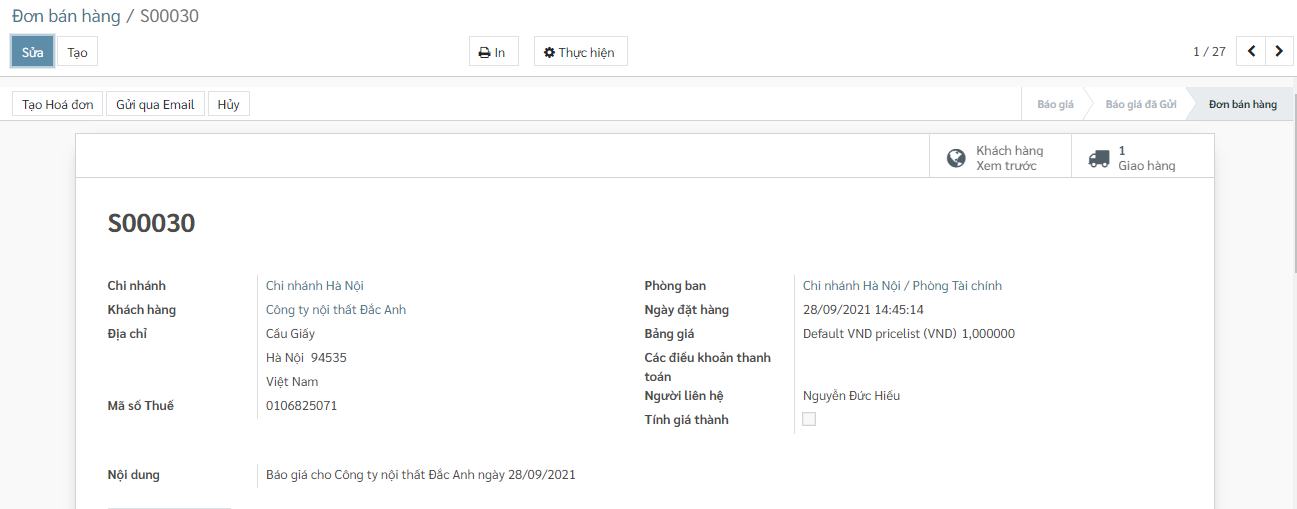 Đơn bán hàng / S00030
Sửa Tạo In Thực hiện 1 / 27
Tạo Hoá đơn Gửi qua Email Hủy Báo giá Báo giá đã Gửi Đơn bán hàng
Khách hàng
Xem trước
1
Giao hàng
S00030
Chi nhánh Chi nhánh Hà Nội
Khách hàng Công ty nội thất Đắc Anh
Địa chỉ Cầu Giấy
Hà Nội 94535
Việt Nam
Mã số Thuế 0106825071
Phòng ban Chi nhánh Hà Nội / Phòng Tài chính
Ngày đặt hàng 28/09/2021 14:45:14
Bảng giá Default VND pricelist (VND) 1,000000
Các điều khoản thanh
toán
Người liên hệ Nguyễn Đức Hiếu
Tính giá thành
Nội dung Báo giá cho Công ty nội thất Đắc Anh ngày 28/09/2021